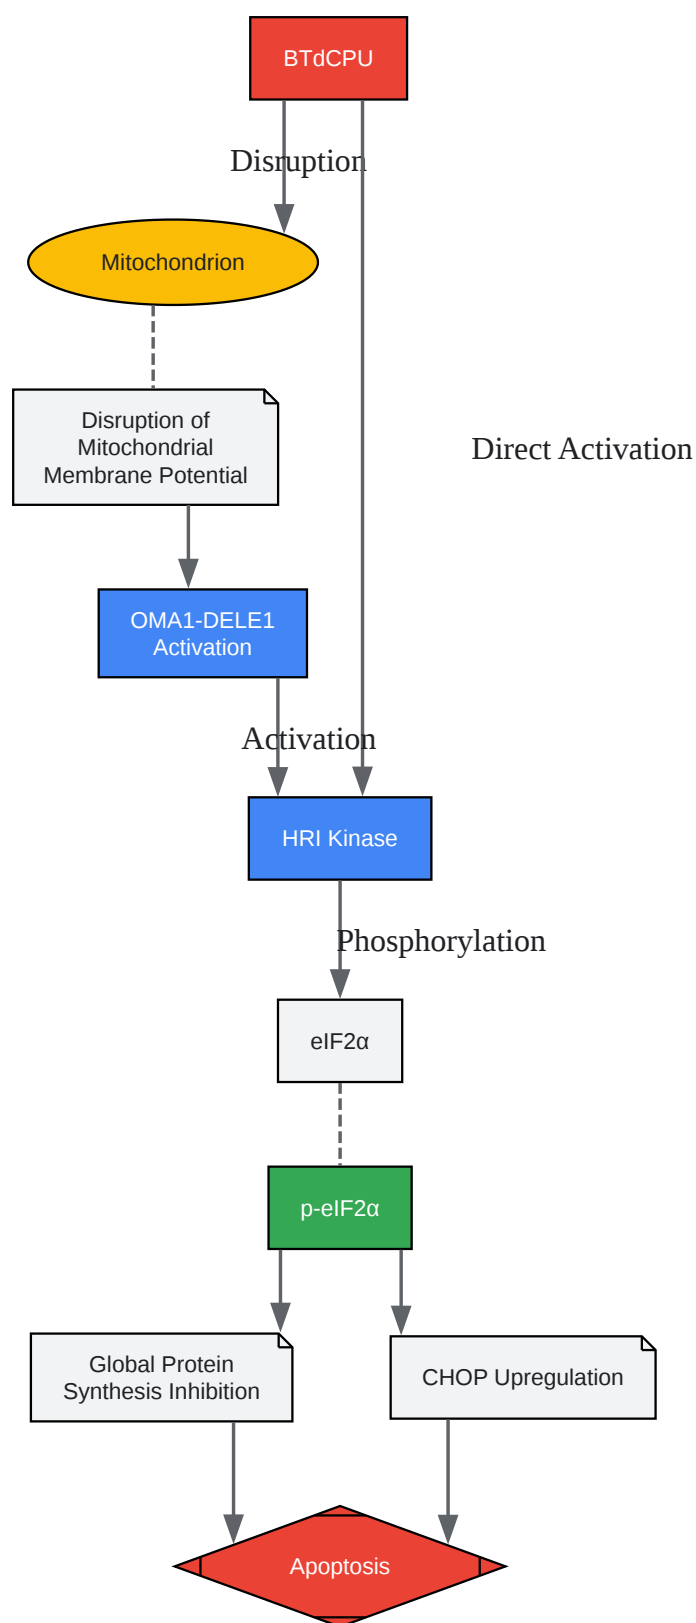 BTdCPU
Disruption
Mitochondrion
Disruption of
Mitochondrial
Membrane Potential
Direct Activation
OMA1-DELE1
Activation
Activation
HRI Kinase
Phosphorylation
eIF2α
p-eIF2α
Global Protein
Synthesis Inhibition
CHOP Upregulation
Apoptosis